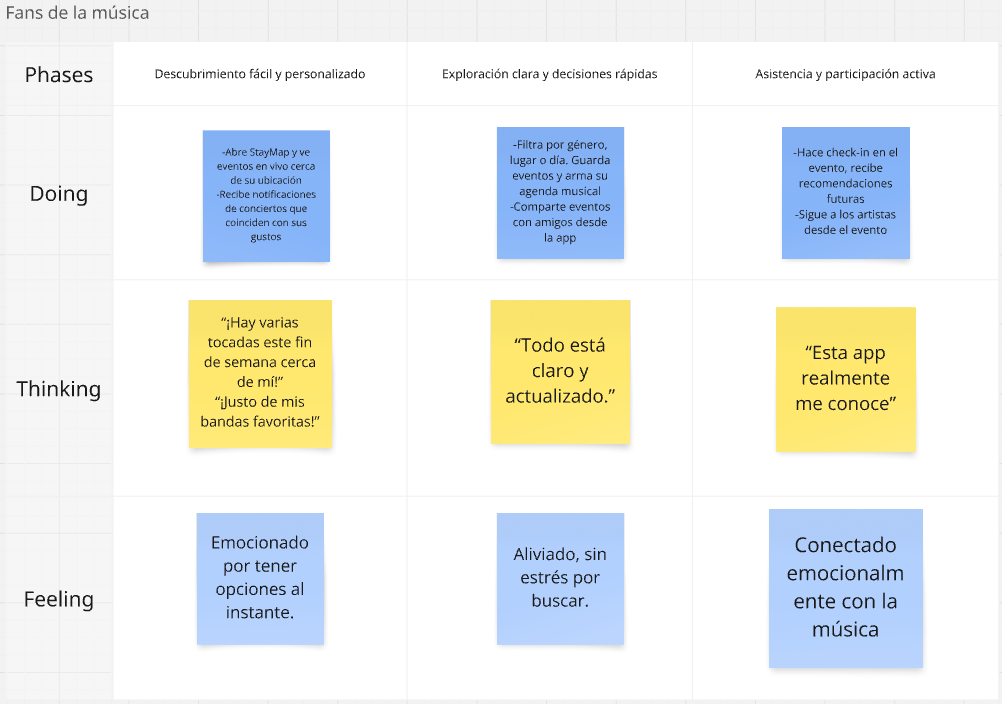 Fans de la música
Phases
Descubrimiento fácil y personalizado
Exploración clara y decisiones rápidas
Asistencia y participación activa
Doing
-Abre StayMap y ve
eventos en vivo cerca
de su ubicación
-Recibe notificaciones
de conciertos que
coinciden con sus
gustos
-Filtra por género,
lugar o día. Guarda
eventos y arma su
agenda musical
-Comparte eventos
con amigos desde
la app
-Hace check-in en el
evento, recibe
recomendaciones
futuras
-Sigue a los artistas
desde el evento
Thinking
“¡Hay varias
tocadas este fin
de semana cerca
de mí!”
“¡Justo de mis
bandas favoritas!”
“Todo está
claro y
actualizado.”
“Esta app
realmente
me conoce”
Feeling
Emocionado
por tener
opciones al
instante.
Aliviado, sin
estrés por
buscar.
Conectado
emocionalm
ente con la
música